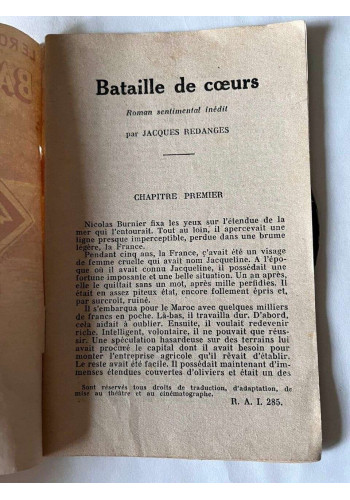 LE RO
BA
Bataille de cœurs
Roman sentimental inédit
par JACQUES REDANGES
CHAPITRE PREMIER
Nicolas Burnier fixa les yeux sur l'étendue de la
mer qui l'entourait. Tout au loin, il apercevait une
ligne presque imperceptible, perdue dans une brume
légère, la France.
Pendant cinq ans, la France, ç'avait été un visage
de femme cruelle qui avait nom Jacqueline. A l'épo-
que où il avait connu Jacqueline, il possédait une
fortune imposante et une belle situation. Un an après,
elle le quittait sans un mot, après mille perfidies. Il
était en assez piteux état, encore follement épris et,
par surcroît, ruiné.
Il s'embarqua pour le Maroc avec quelques milliers
de francs en poche. Là-bas, il travailla dur. D'abord,
cela aidait à oublier. Ensuite, il voulait redevenir
riche. Intelligent, volontaire, il ne pouvait que réus-
sir. Une spéculation hasardeuse sur des terrains lui
avait procuré le capital dont il avait besoin pour
monter l'entreprise agricole qu'il rêvait d'établir.
Le reste avait été facile. Il possédait maintenant d'im-
menses étendues couvertes d'oliviers et était un des
Sont réservés tous droits de traduction, d'adaptation, de
mise au théâtre et au cinématographe.
R. A. I. 285.